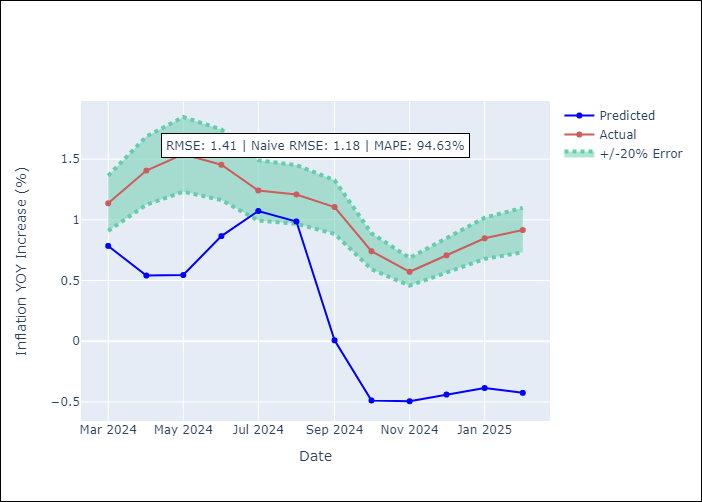 Predicted
Actual
+/-20% Error
RMSE: 1.41 | Naive RMSE: 1.18 | MAPE: 94.63%
Inflation YOY Increase (%)
1.5
1
0.5
0
−0.5
Mar 2024 May 2024 Jul 2024 Sep 2024 Nov 2024 Jan 2025
Date